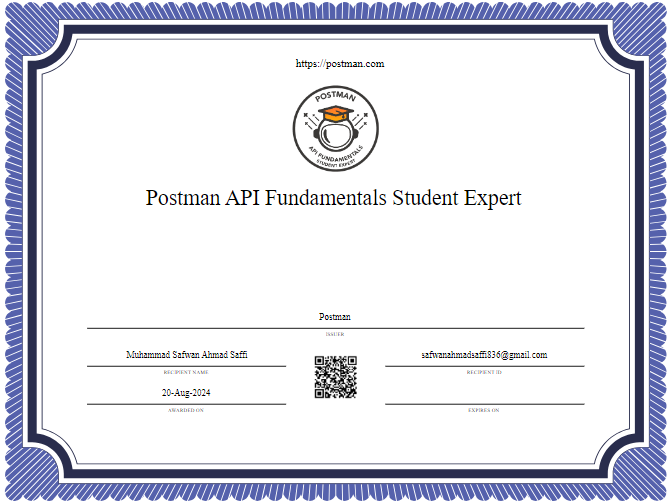 https://postman.com
POSTMAN
API FUNDAMENTALS
STUDENT EXPERT
Postman API Fundamentals Student Expert
Postman
ISSUER
Muhammad Safwan Ahmad Saffi
safwanahmadsaffi836@gmail.com
RECIPIENT NAME
RECIPIENT ID
20-Aug-2024
AWARDED ON
EXPIRES ON